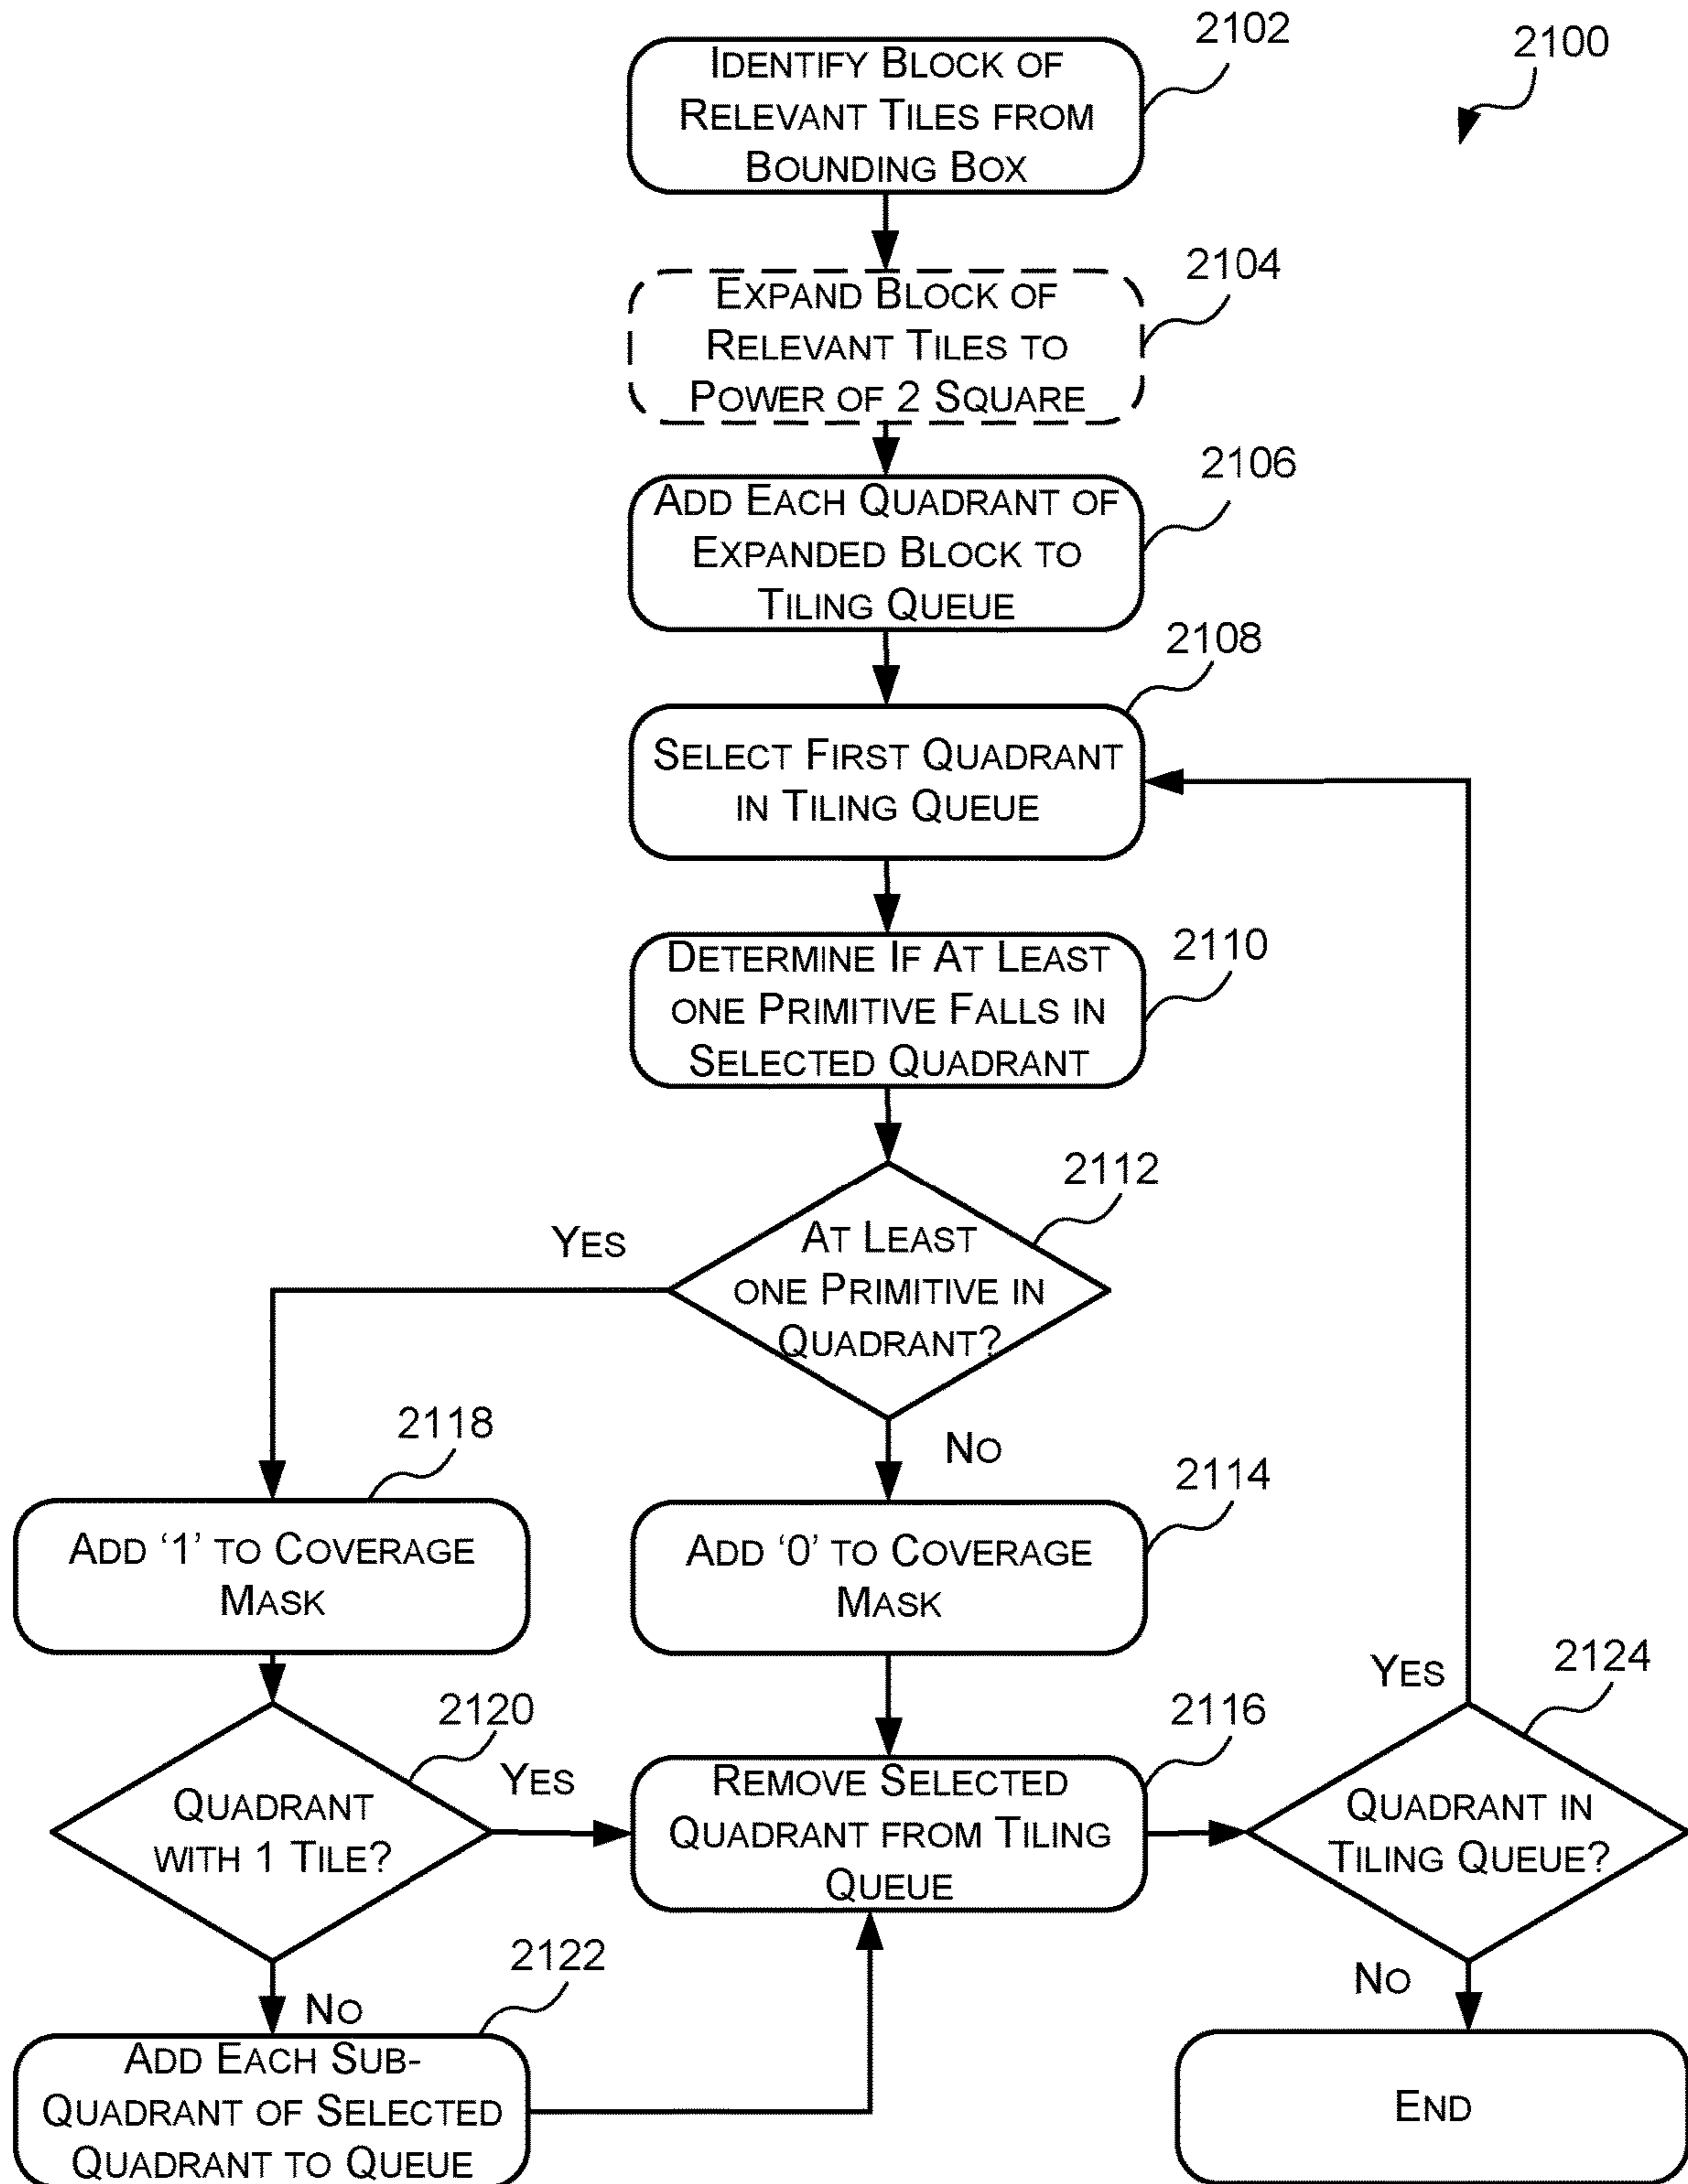 2102
2100
IDENTIFY BLOCK OF
RELEVANT TILES FROM
BOUNDING BOX
2104
EXPAND BLOCK OF
RELEVANT TILES TO
POWER OF 2 SQUARE
2106
ADD EACH QUADRANT OF
EXPANDED BLOCK TO
TILING QUEUE
2108
SELECT FIRST QUADRANT
IN TILING QUEUE
2110
DETERMINE IF AT LEAST
ONE PRIMITIVE FALLS IN
SELECTED QUADRANT
2112
AT LEAST
ONE PRIMITIVE IN
QUADRANT?
YES
NO
2118
ADD ‘1’ TO COVERAGE
MASK
2114
ADD ‘0’ TO COVERAGE
MASK
2120
QUADRANT
WITH 1 TILE?
YES
NO
2116
REMOVE SELECTED
QUADRANT FROM TILING
QUEUE
2124
QUADRANT IN
TILING QUEUE?
YES
NO
2122
ADD EACH SUB-
QUADRANT OF SELECTED
QUADRANT TO QUEUE
END